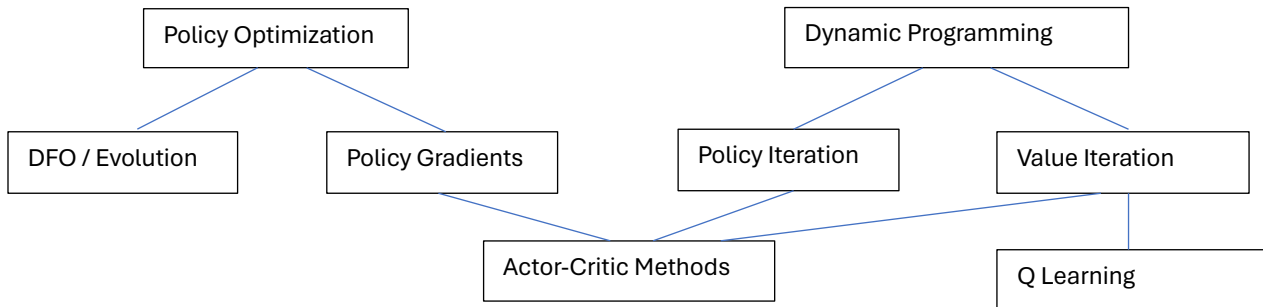 Policy Optimization
Dynamic Programming
DFO / Evolution
Policy Gradients
Policy Iteration
Value Iteration
Actor-Critic Methods
Q Learning